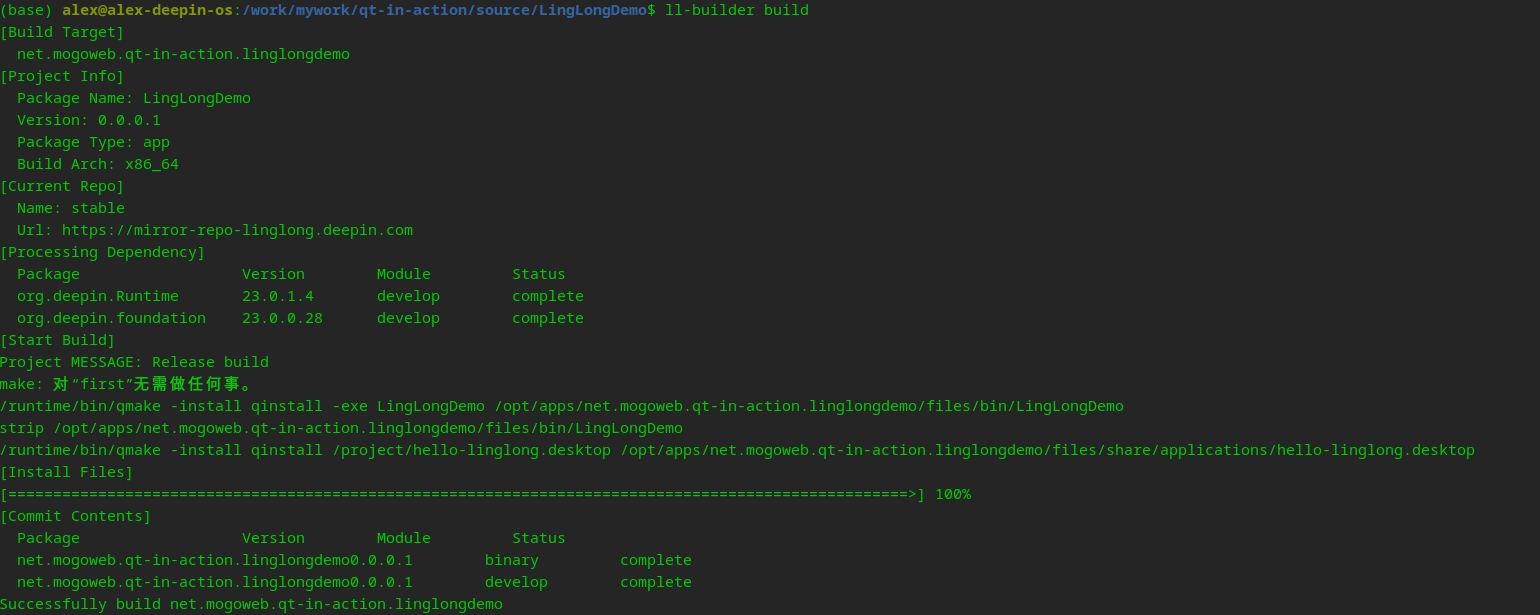 (base) alex@alex-deepin-os:/work/mywork/qt-in-action/source/LingLongDemo$ ll-builder build
[Build Target]
  net.mogoweb.qt-in-action.linglongdemo
[Project Info]
  Package Name: LingLongDemo
  Version: 0.0.0.1
  Package Type: app
  Build Arch: x86_64
[Current Repo]
  Name: stable
  Url: https://mirror-repo-linglong.deepin.com
[Processing Dependency]
  Package                  Version        Module         Status
  org.deepin.Runtime       23.0.1.4       develop        complete
  org.deepin.foundation    23.0.0.28      develop        complete
[Start Build]
Project MESSAGE: Release build
make: 对“first”无需做任何事。
/runtime/bin/qmake -install qinstall -exe LingLongDemo /opt/apps/net.mogoweb.qt-in-action.linglongdemo/files/bin/LingLongDemo
strip /opt/apps/net.mogoweb.qt-in-action.linglongdemo/files/bin/LingLongDemo
/runtime/bin/qmake -install qinstall /project/hello-linglong.desktop /opt/apps/net.mogoweb.qt-in-action.linglongdemo/files/share/applications/hello-linglong.desktop
[Install Files]
[====================================================================================================>] 100%
[Commit Contents]
  Package                  Version        Module         Status
  net.mogoweb.qt-in-action.linglongdemo0.0.0.1        binary         complete
  net.mogoweb.qt-in-action.linglongdemo0.0.0.1        develop        complete
Successfully build net.mogoweb.qt-in-action.linglongdemo